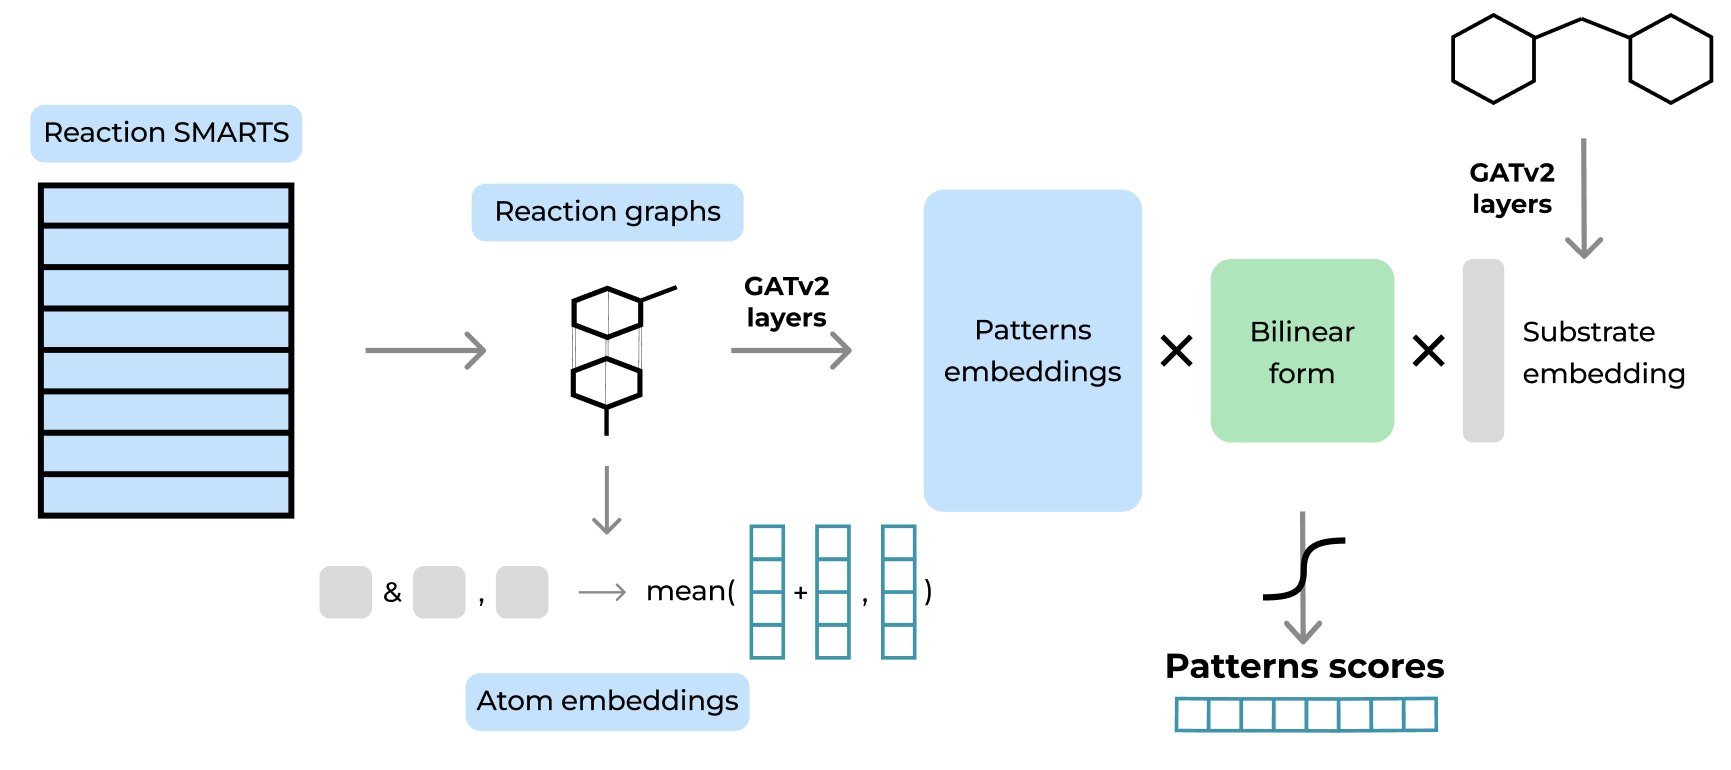 Reaction SMARTS
Reaction graphs
GATv2
layers
GATv2
layers
Patterns
embeddings
×
Bilinear
form
×
Substrate
embedding
& , mean( + , )
Atom embeddings
Patterns scores